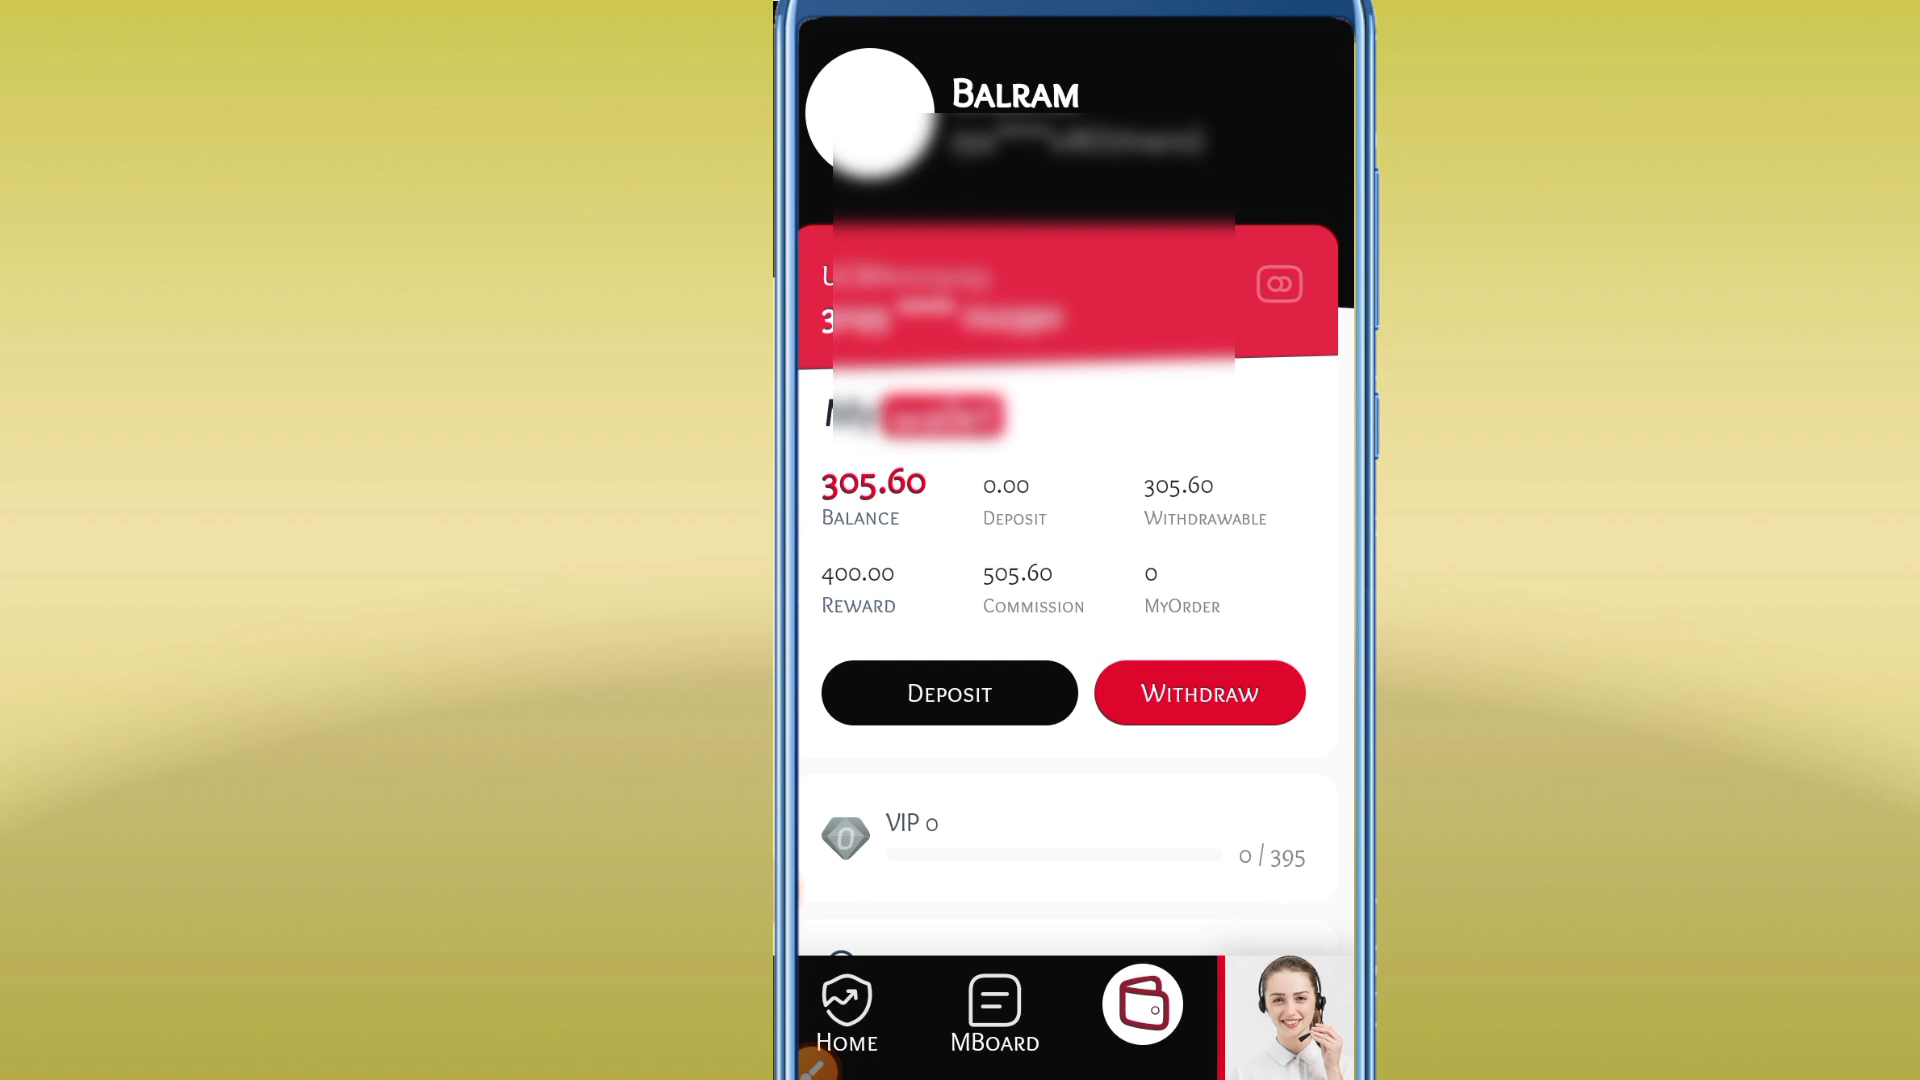 Balram
305.60
0.00
305.60
Balance
Deposit
Withdrawable
400.00
505.60
0
Reward
Commission
MyOrder
Deposit
Withdraw
0
VIP 0
0 / 395
Home
MBoard